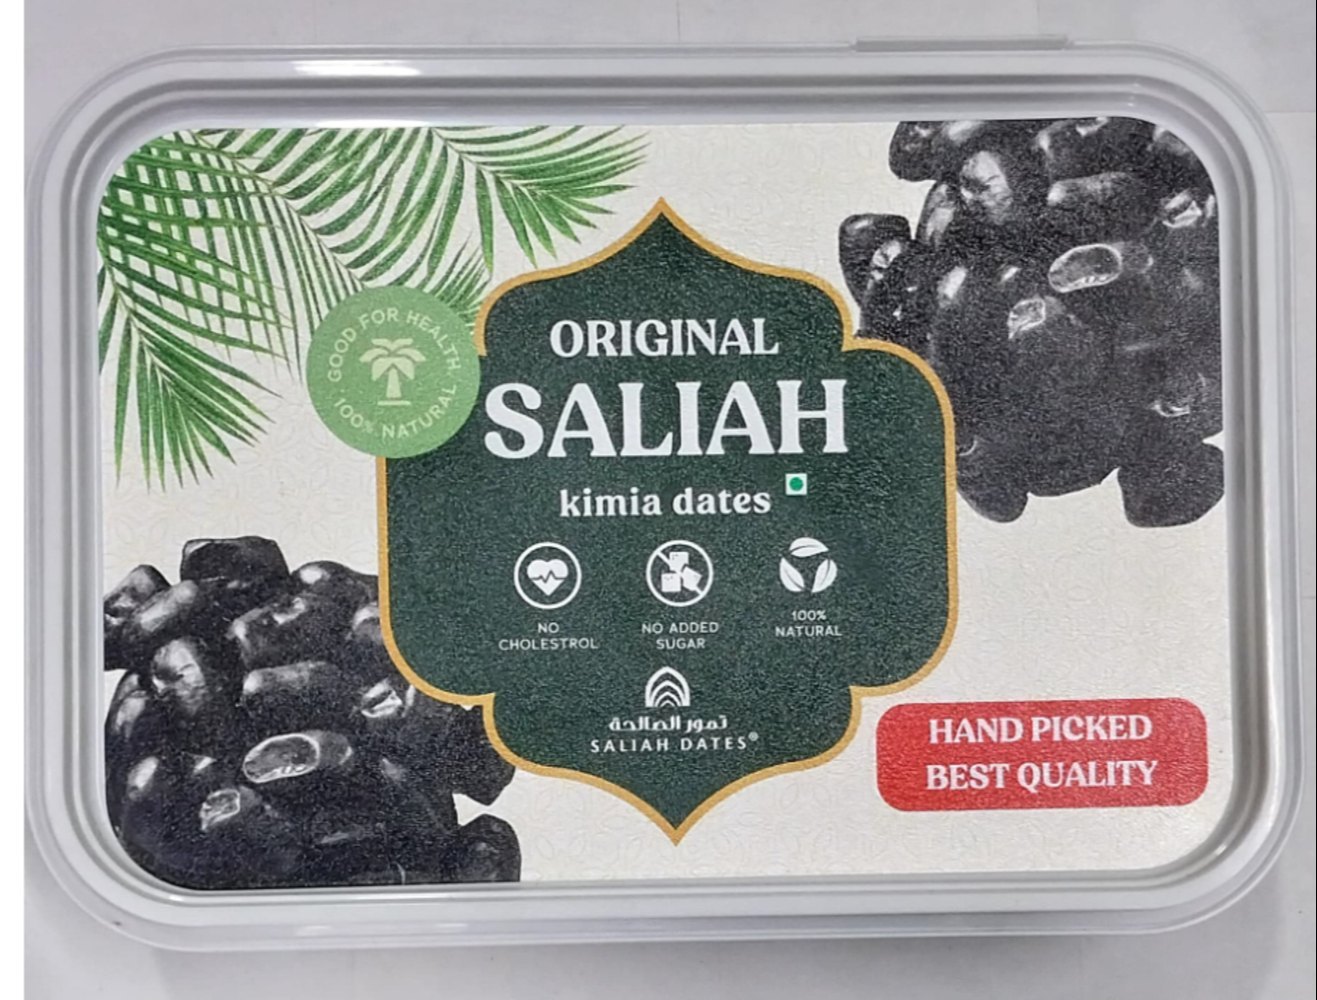 GOOD FOR HEALTH
100% NATURAL
ORIGINAL
SALIAH
kimia dates
NO
CHOLESTROL
NO ADDED
SUGAR
100%
NATURAL
تمور الصالحة
SALIAH DATES®
HAND PICKED
BEST QUALITY